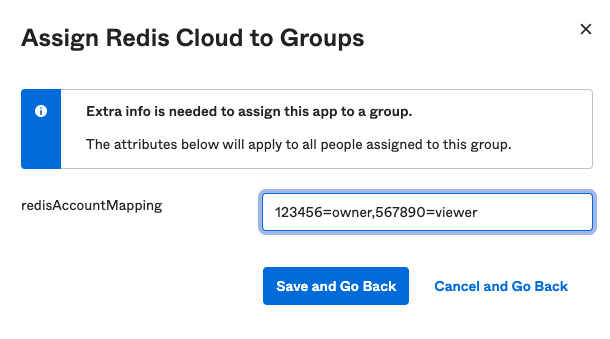 Assign Redis Cloud to Groups
Extra info is needed to assign this app to a group.
The attributes below will apply to all people assigned to this group.
redisAccountMapping
123456=owner,567890=viewer
Save and Go Back
Cancel and Go Back